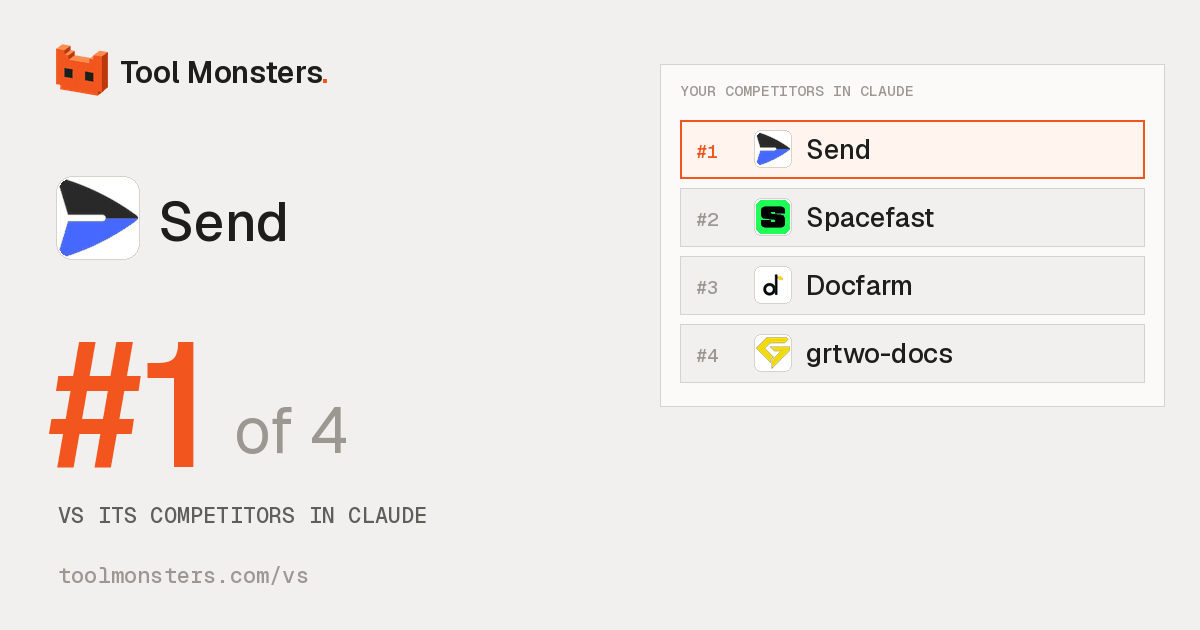 Tool Monsters.
Send
#1 of 4
VS ITS COMPETITORS IN CLAUDE
toolmonsters.com/vs
YOUR COMPETITORS IN CLAUDE
#1 Send
#2 Spacefast
#3 Docfarm
#4 grtwo-docs